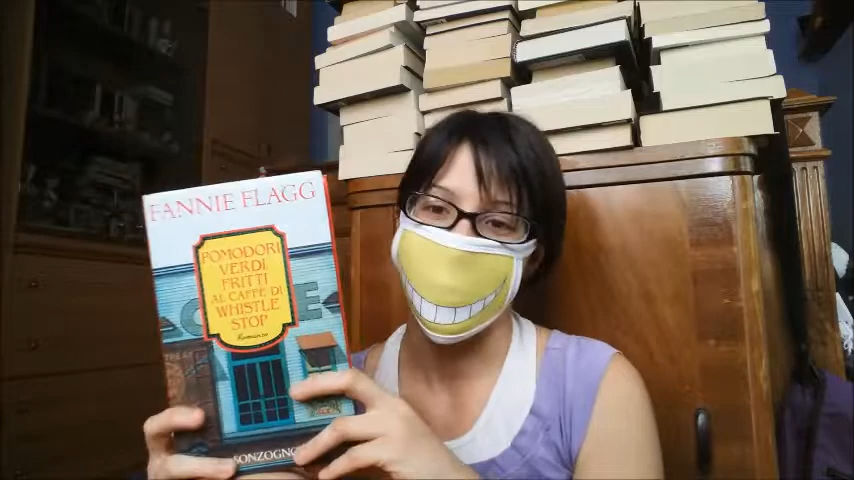 FANNIE FLAGG
POMODORI
VERDI
FRITTI
AL CAFFÈ DI
WHISTLE
STOP
Romanzo
SONZOGNO